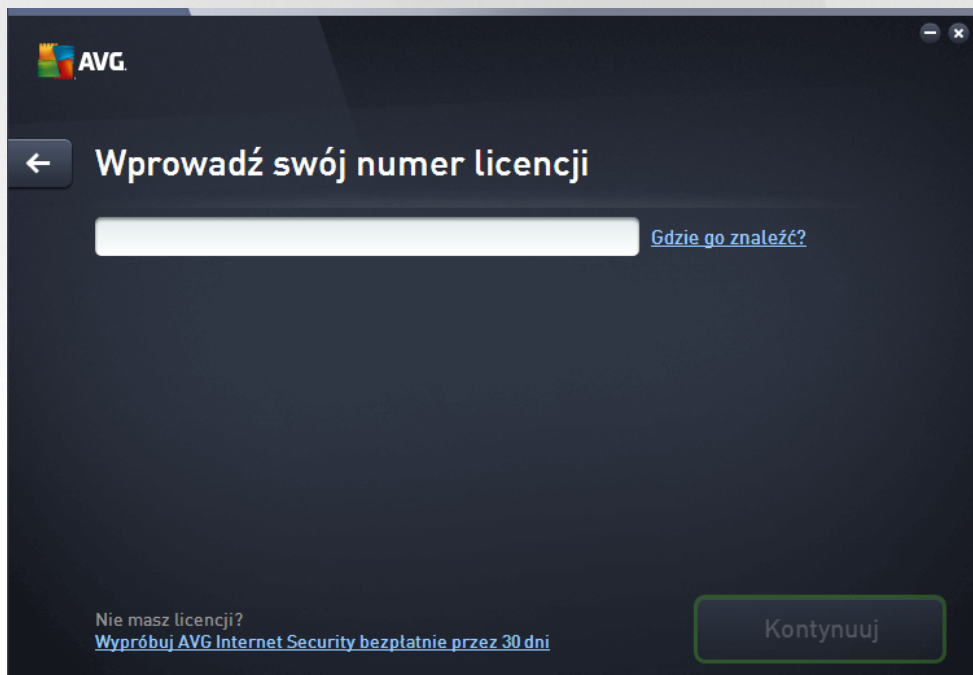 AVG.
Wprowadź swój numer licencji
Gdzie go znaleźć?
Nie masz licencji?
Wypróbuj AVG Internet Security bezpłatnie przez 30 dni
Kontynuuj